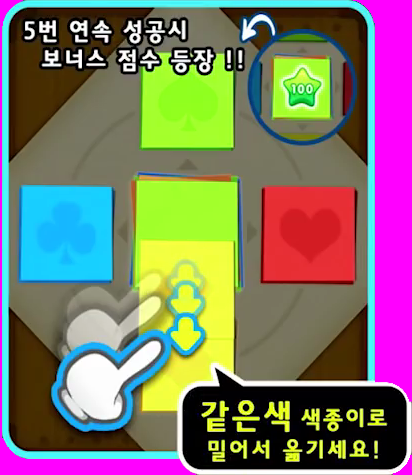 5번 연속 성공시
보너스 점수 등장 !!
100
같은색 색종이로
밀어서 옮기세요!